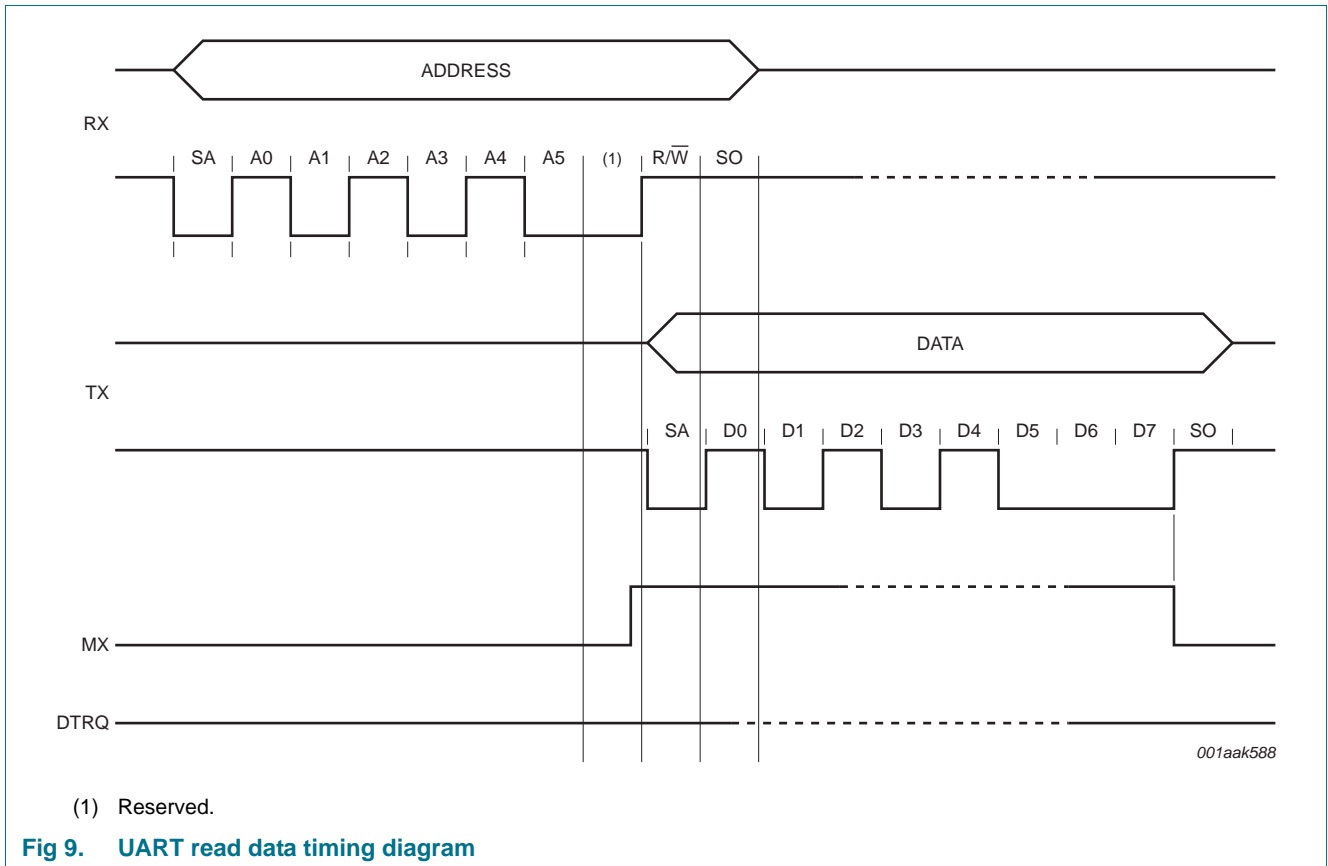 ADDRESS
RX
SA A0 A1 A2 A3 A4 A5 (1) R/W̅ SO
DATA
TX
SA D0 D1 D2 D3 D4 D5 D6 D7 SO
MX
DTRQ
001aak588
(1) Reserved.
Fig 9. UART read data timing diagram